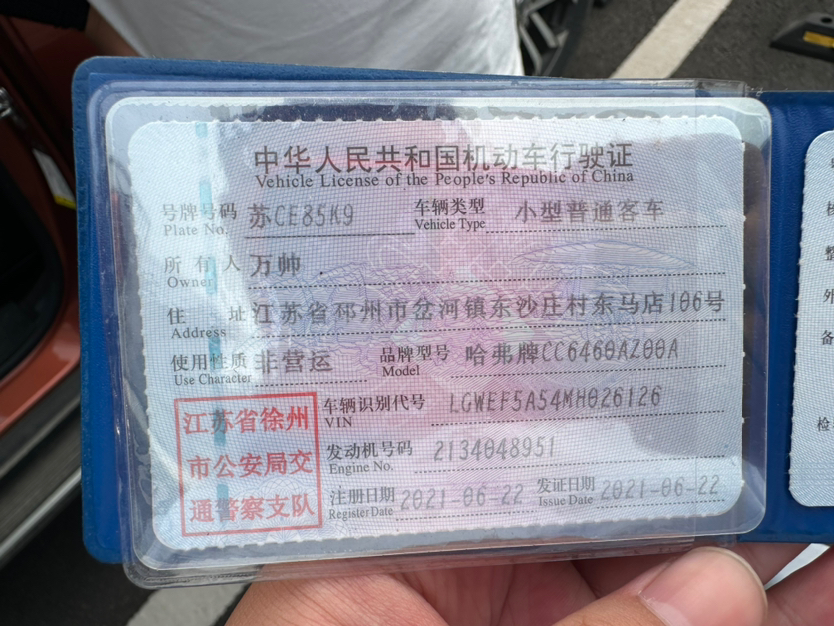 中华人民共和国机动车行驶证
Vehicle License of the People's Republic of China
号牌号码 苏CE85K9 车辆类型 小型普通客车
Plate No. Vehicle Type
所有人 万帅
Owner
住址 江苏省邳州市岔河镇东沙庄村东马店106号
Address
使用性质 非营运 品牌型号 哈弗牌CC6460AZ00A
Use Character Model
江苏省徐州
市公安局交
通警察支队
车辆识别代号 LGWEF5A54MH026126
VIN
发动机号码 2134048951
Engine No.
注册日期 2021-06-22 发证日期 2021-06-22
Register Date Issue Date